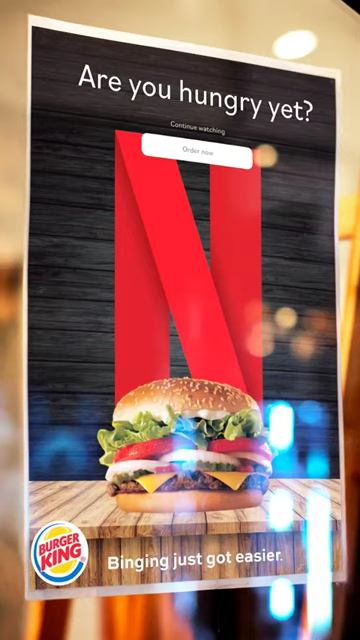 Are you hungry yet?
Continue watching
Order now
N
BURGER
KING
Binging just got easier.